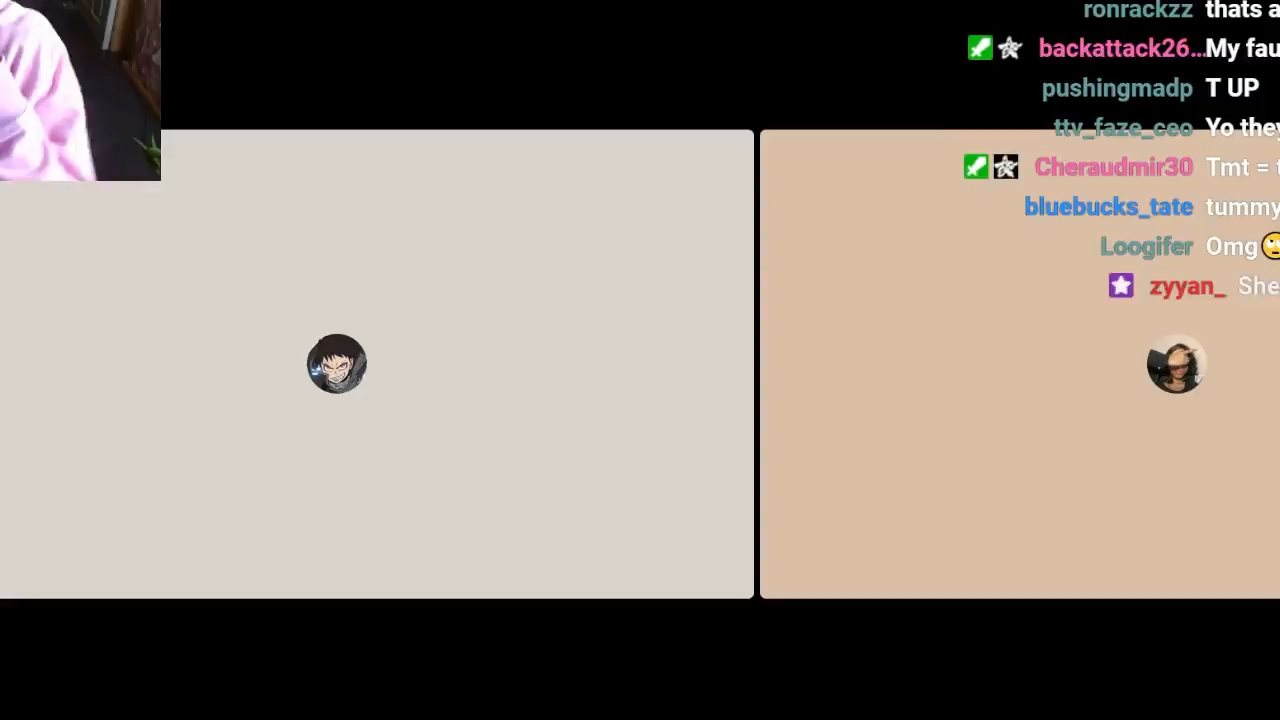 ronrackzz thats a
backattack26... My fau
pushingmadp T UP
ttv_faze_ceo Yo they
Cheraudmir30 Tmt = t
bluebucks_tate tummy
Loogifer Omg🙄
zyyan_ She